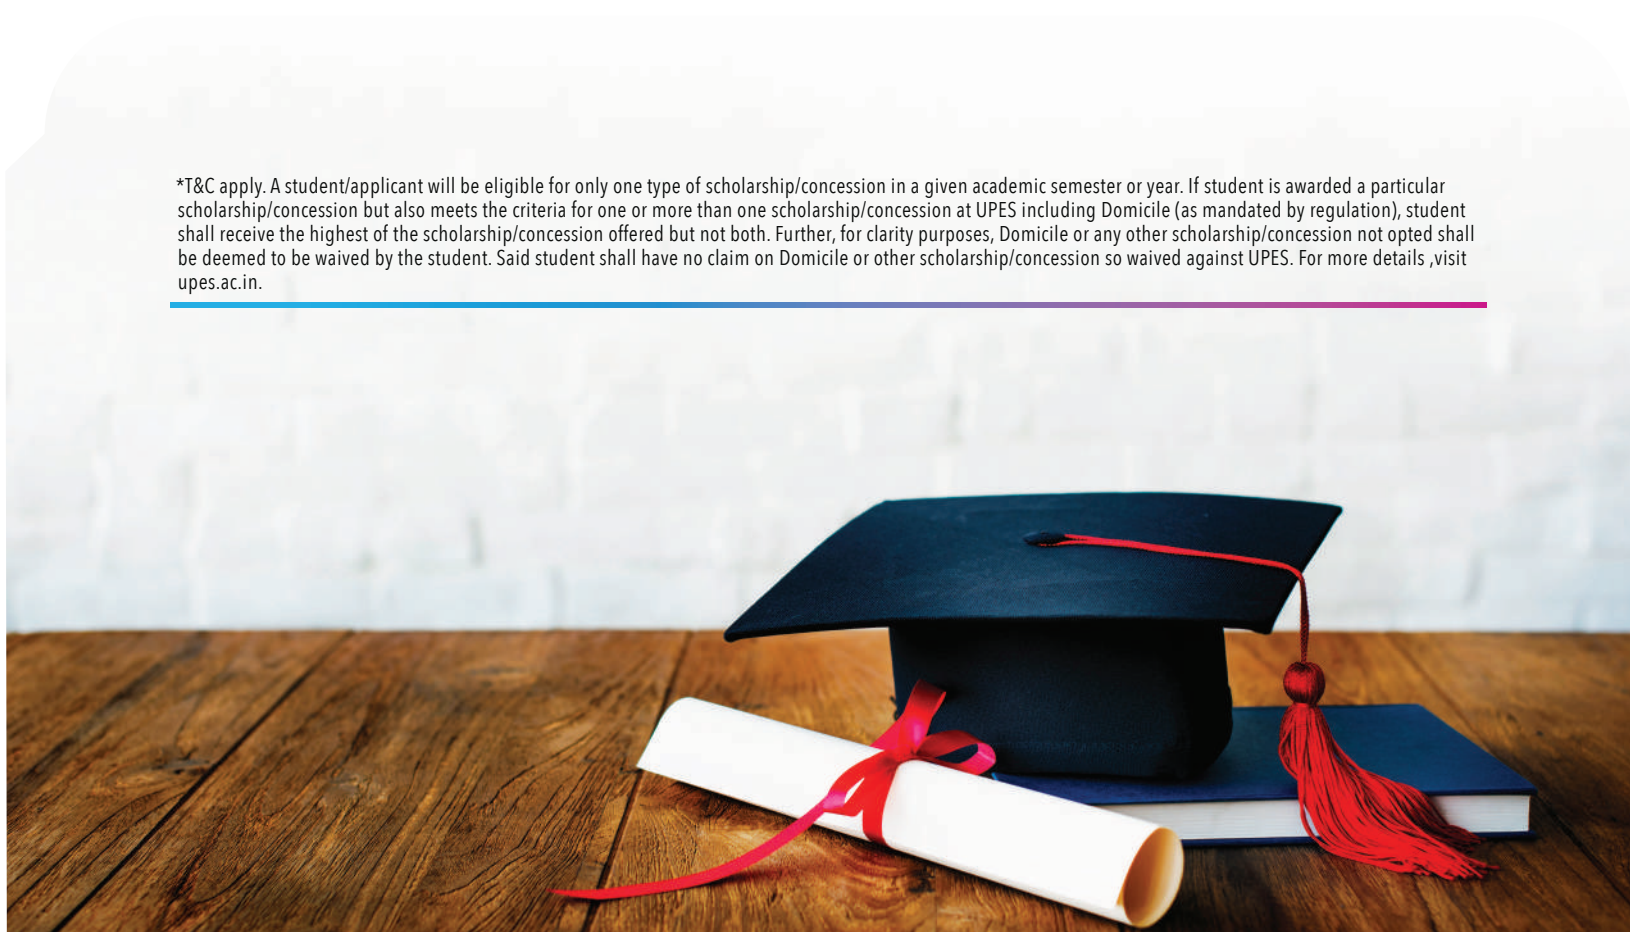 *T&C apply. A student/applicant will be eligible for only one type of scholarship/concession in a given academic semester or year. If student is awarded a particular
scholarship/concession but also meets the criteria for one or more than one scholarship/concession at UPES including Domicile (as mandated by regulation), student
shall receive the highest of the scholarship/concession offered but not both. Further, for clarity purposes, Domicile or any other scholarship/concession not opted shall
be deemed to be waived by the student. Said student shall have no claim on Domicile or other scholarship/concession so waived against UPES. For more details ,visit
upes.ac.in.